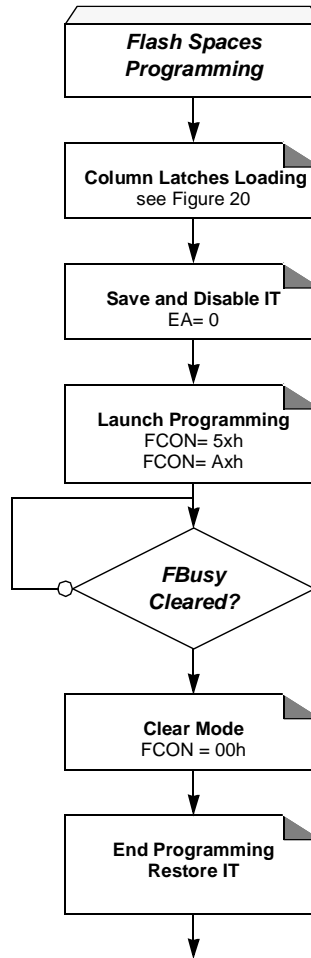 Flash Spaces
Programming
Column Latches Loading
see Figure 20
Save and Disable IT
EA= 0
Launch Programming
FCON= 5xh
FCON= Axh
FBusy
Cleared?
Clear Mode
FCON = 00h
End Programming
Restore IT